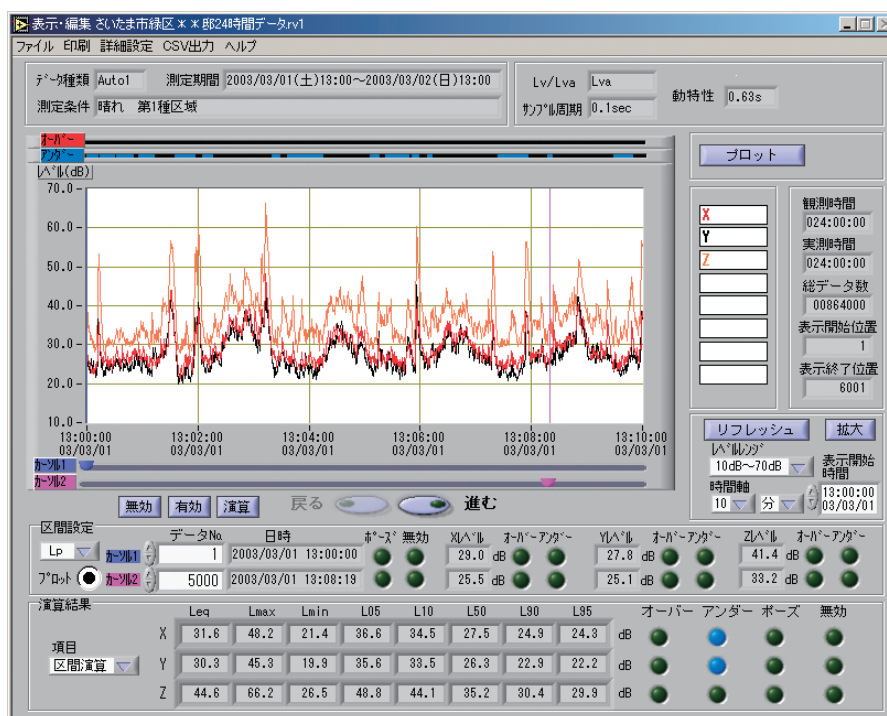 表示・編集 さいたま市緑区＊＊邸24時間データ.rv1
ファイル 印刷 詳細設定 CSV出力 ヘルプ
ﾃﾞｰﾀ種類 Auto1 測定期間 2003/03/01(土)13:00～2003/03/02(日)13:00
測定条件 晴れ 第1種区域
Lv/Lva Lva
ｻﾝﾌﾟﾙ周期 0.1sec
動特性 0.63s
ｵｰﾊﾞｰ
ｱﾝﾀﾞｰ
ﾚﾍﾞﾙ(dB)
70.0
60.0
50.0
40.0
30.0
20.0
10.0
13:00:00 13:02:00 13:04:00 13:06:00 13:08:00 13:10:00
03/03/01 03/03/01 03/03/01 03/03/01 03/03/01 03/03/01
ｶｰｿﾙ1
ｶｰｿﾙ2
無効 有効 演算 戻る 進む
プロット
X
Y
Z
観測時間
024:00:00
実測時間
024:00:00
総データ数
00864000
表示開始位置
1
表示終了位置
6001
リフレッシュ 拡大
ﾚﾍﾞﾙﾚﾝｼﾞ
10dB～70dB
表示開始時間
時間軸
10 分
13:00:00
03/03/01
区間設定
データNo. 日時 ﾎﾟｰｽﾞ 無効 Xﾚﾍﾞﾙ ｵｰﾊﾞｰｱﾝﾀﾞｰ Yﾚﾍﾞﾙ ｵｰﾊﾞｰｱﾝﾀﾞｰ Zﾚﾍﾞﾙ ｵｰﾊﾞｰｱﾝﾀﾞｰ
Lp ｶｰｿﾙ1 1 2003/03/01 13:00:00 29.0 dB 27.8 dB 41.4 dB
ﾌﾟﾛｯﾄ ｶｰｿﾙ2 5000 2003/03/01 13:08:19 25.5 dB 25.1 dB 33.2 dB
演算結果
Leq Lmax Lmin L05 L10 L50 L90 L95 オーバー アンダー ポーズ 無効
X 31.6 48.2 21.4 36.6 34.5 27.5 24.9 24.3 dB
項目
区間演算
Y 30.3 45.3 19.9 35.6 33.5 26.3 22.9 22.2 dB
Z 44.6 66.2 26.5 48.8 44.1 35.2 30.4 29.9 dB